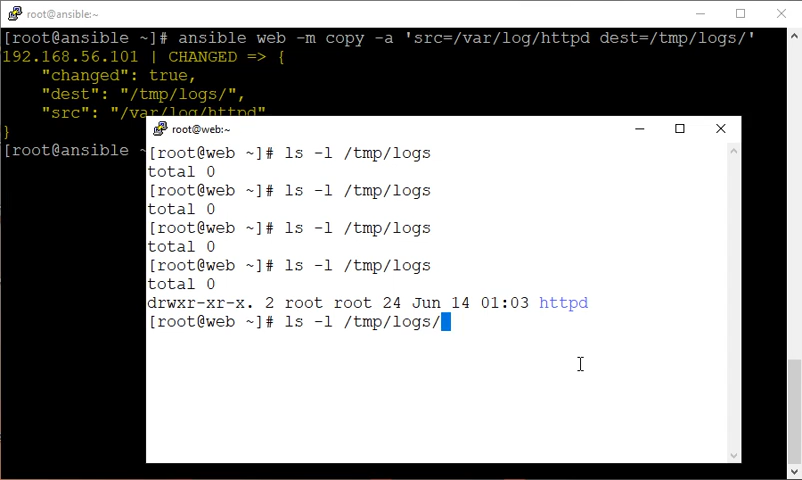 root@ansible:~
[root@ansible ~]# ansible web -m copy -a 'src=/var/log/httpd dest=/tmp/logs/'
192.168.56.101 | CHANGED => {
    "changed": true,
    "dest": "/tmp/logs/",
    "src": "/var/log/httpd"
}
[root@ansible ~
root@web:~
[root@web ~]# ls -l /tmp/logs
total 0
[root@web ~]# ls -l /tmp/logs
total 0
[root@web ~]# ls -l /tmp/logs
total 0
[root@web ~]# ls -l /tmp/logs
total 0
drwxr-xr-x. 2 root root 24 Jun 14 01:03 httpd
[root@web ~]# ls -l /tmp/logs/